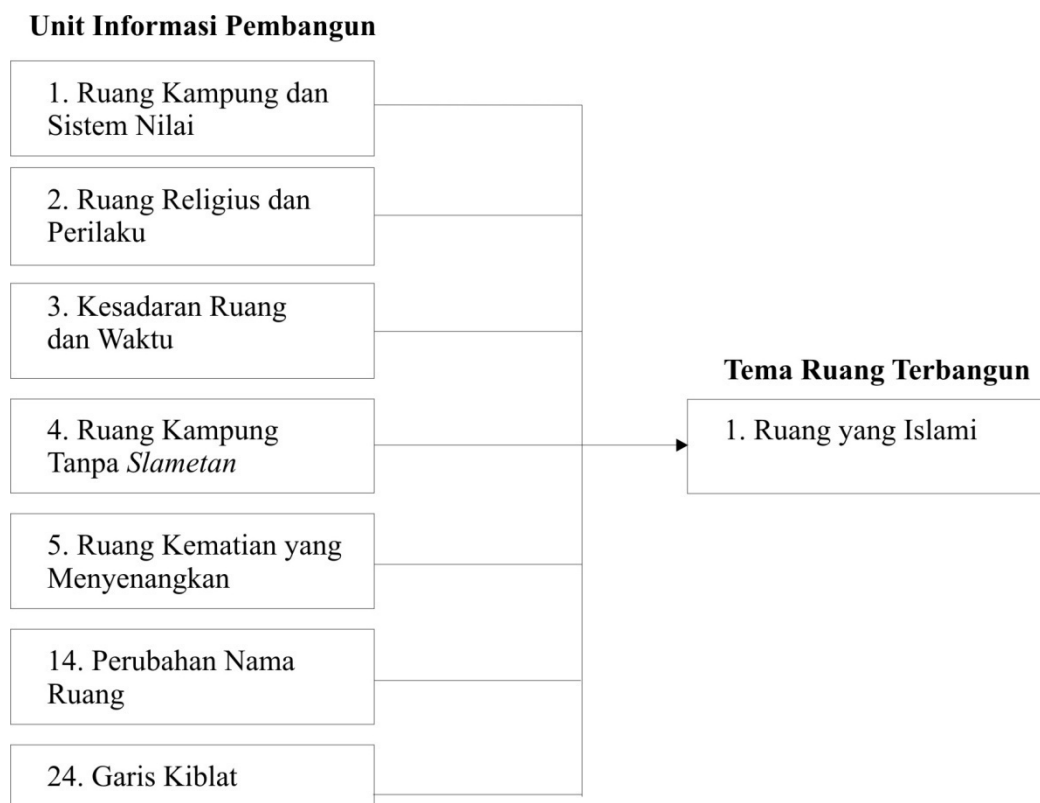 Unit Informasi Pembangun
1. Ruang Kampung dan
Sistem Nilai
2. Ruang Religius dan
Perilaku
3. Kesadaran Ruang
dan Waktu
4. Ruang Kampung
Tanpa Slametan
5. Ruang Kematian yang
Menyenangkan
14. Perubahan Nama
Ruang
24. Garis Kiblat
Tema Ruang Terbangun
1. Ruang yang Islami